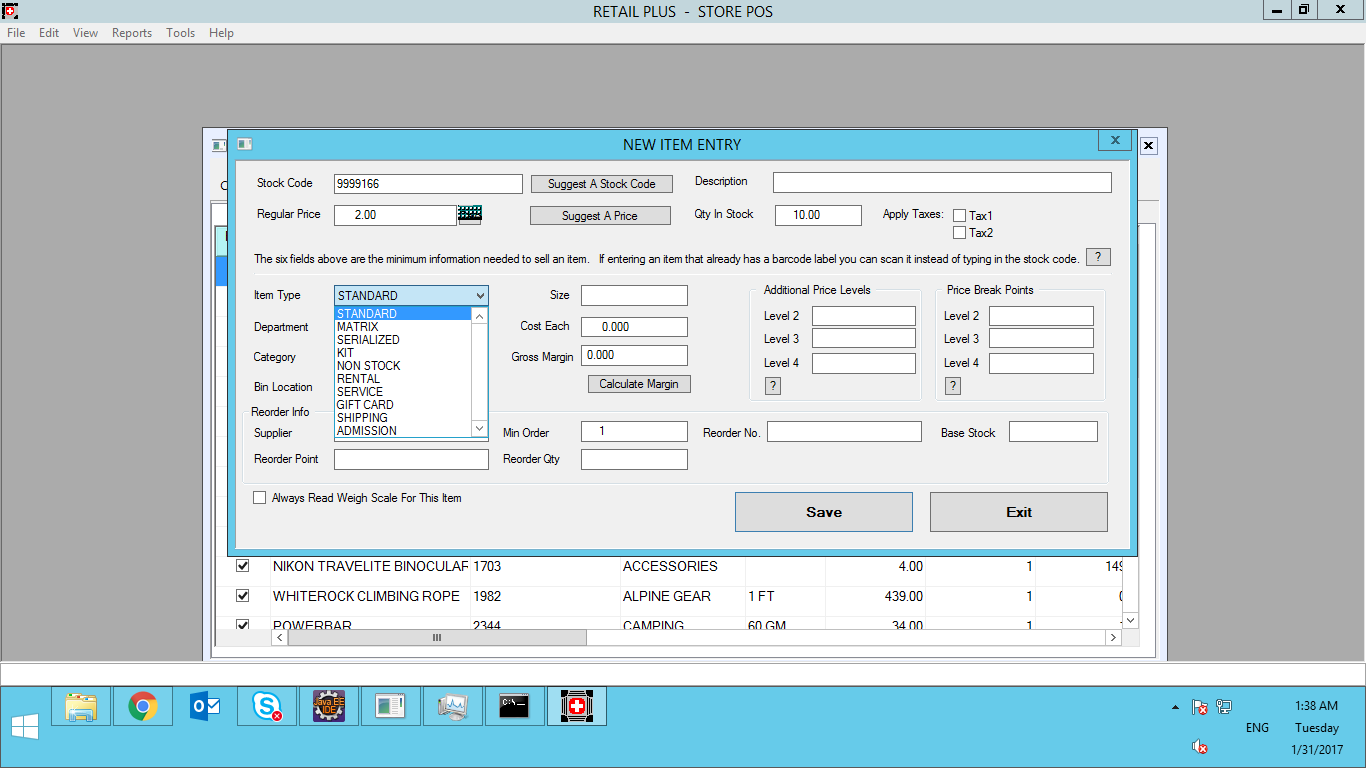 RETAIL PLUS - STORE POS
File Edit View Reports Tools Help
NEW ITEM ENTRY
Stock Code 9999166 Suggest A Stock Code Description
Regular Price 2.00 Suggest A Price Qty In Stock 10.00 Apply Taxes: Tax1
Tax2
The six fields above are the minimum information needed to sell an item. If entering an item that already has a barcode label you can scan it instead of typing in the stock code. ?
Item Type STANDARD Size Additional Price Levels Price Break Points
STANDARD
MATRIX
SERIALIZED
KIT
NON STOCK
RENTAL
SERVICE
GIFT CARD
SHIPPING
ADMISSION
Department Cost Each 0.000 Level 2 Level 2
Category Gross Margin 0.000 Level 3 Level 3
Level 4 Level 4
Bin Location Calculate Margin ? ?
Reorder Info
Supplier Min Order 1 Reorder No. Base Stock
Reorder Point Reorder Qty
Always Read Weigh Scale For This Item
Save Exit
NIKON TRAVELITE BINOCULAR 1703 ACCESSORIES 4.00 1 149
WHITEROCK CLIMBING ROPE 1982 ALPINE GEAR 1 FT 439.00 1
POWERBAR 2344 CAMPING 60 GM 34.00 1
Java EE
IDE
C:\
1:38 AM
ENG Tuesday
1/31/2017